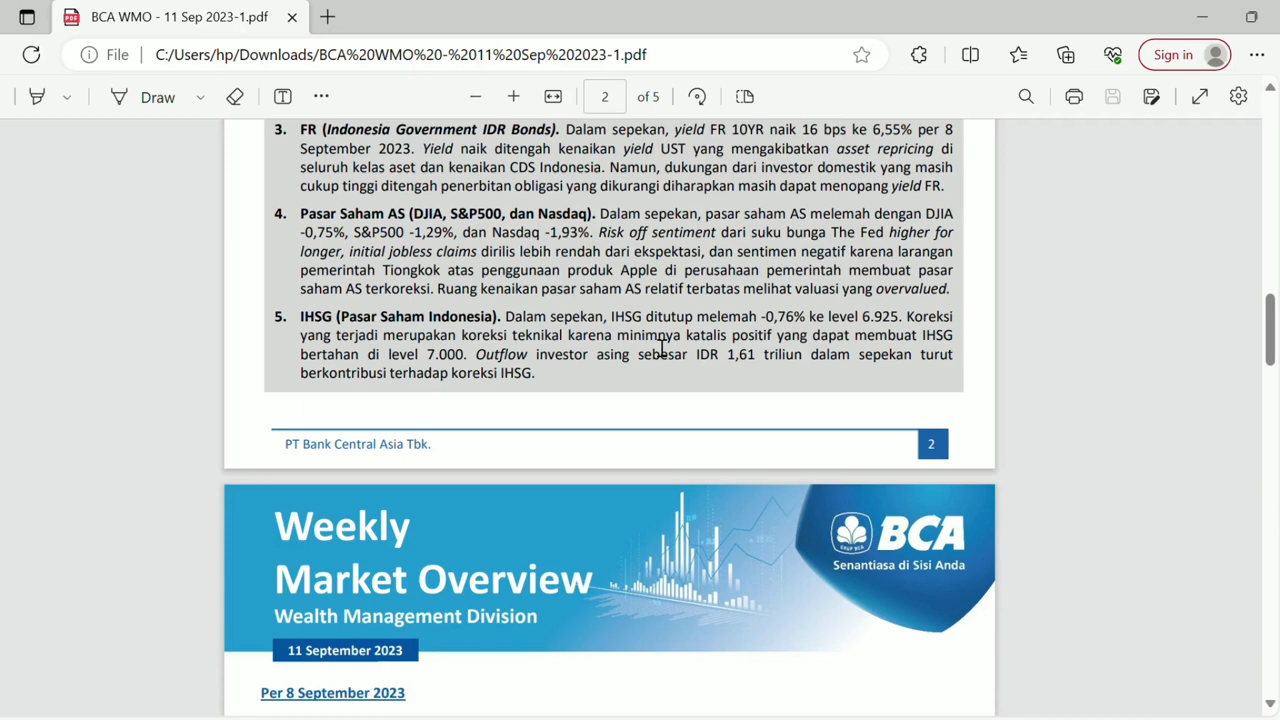 BCA WMO - 11 Sep 2023-1.pdf
File
C:/Users/hp/Downloads/BCA%20WMO%20-%2011%20Sep%202023-1.pdf
Sign in
Draw
2
of 5
3. FR (Indonesia Government IDR Bonds). Dalam sepekan, yield FR 10YR naik 16 bps ke 6,55% per 8
September 2023. Yield naik ditengah kenaikan yield UST yang mengakibatkan asset repricing di
seluruh kelas aset dan kenaikan CDS Indonesia. Namun, dukungan dari investor domestik yang masih
cukup tinggi ditengah penerbitan obligasi yang dikurangi diharapkan masih dapat menopang yield FR.
4. Pasar Saham AS (DJIA, S&P500, dan Nasdaq). Dalam sepekan, pasar saham AS melemah dengan DJIA
-0,75%, S&P500 -1,29%, dan Nasdaq -1,93%. Risk off sentiment dari suku bunga The Fed higher for
longer, initial jobless claims dirilis lebih rendah dari ekspektasi, dan sentimen negatif karena larangan
pemerintah Tiongkok atas penggunaan produk Apple di perusahaan pemerintah membuat pasar
saham AS terkoreksi. Ruang kenaikan pasar saham AS relatif terbatas melihat valuasi yang overvalued.
5. IHSG (Pasar Saham Indonesia). Dalam sepekan, IHSG ditutup melemah -0,76% ke level 6.925. Koreksi
yang terjadi merupakan koreksi teknikal karena minimnya katalis positif yang dapat membuat IHSG
bertahan di level 7.000. Outflow investor asing sebesar IDR 1,61 triliun dalam sepekan turut
berkontribusi terhadap koreksi IHSG.
PT Bank Central Asia Tbk.
2
Weekly
Market Overview
Wealth Management Division
11 September 2023
GRUP BCA
BCA
Senantiasa di Sisi Anda
Per 8 September 2023